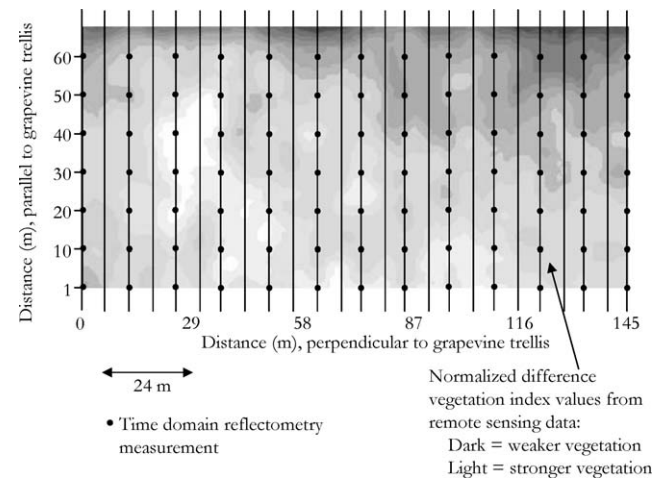 Distance (m), parallel to grapevine trellis
60
50
40
30
20
10
1
0 29 58 87 116 145
Distance (m), perpendicular to grapevine trellis
24 m
• Time domain reflectometry
measurement
Normalized difference
vegetation index values from
remote sensing data:
Dark = weaker vegetation
Light = stronger vegetation